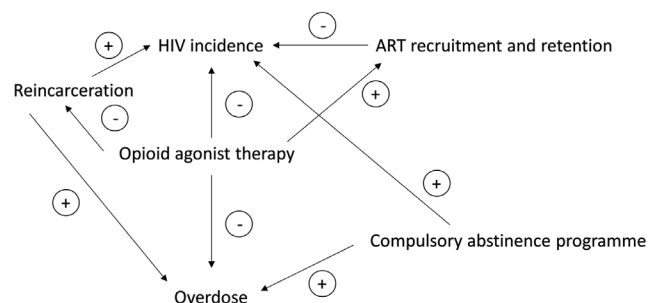 -
+
HIV incidence
ART recruitment and retention
Reincarceration
+
-
-
Opioid agonist therapy
+
+
-
Compulsory abstinence programme
+
Overdose